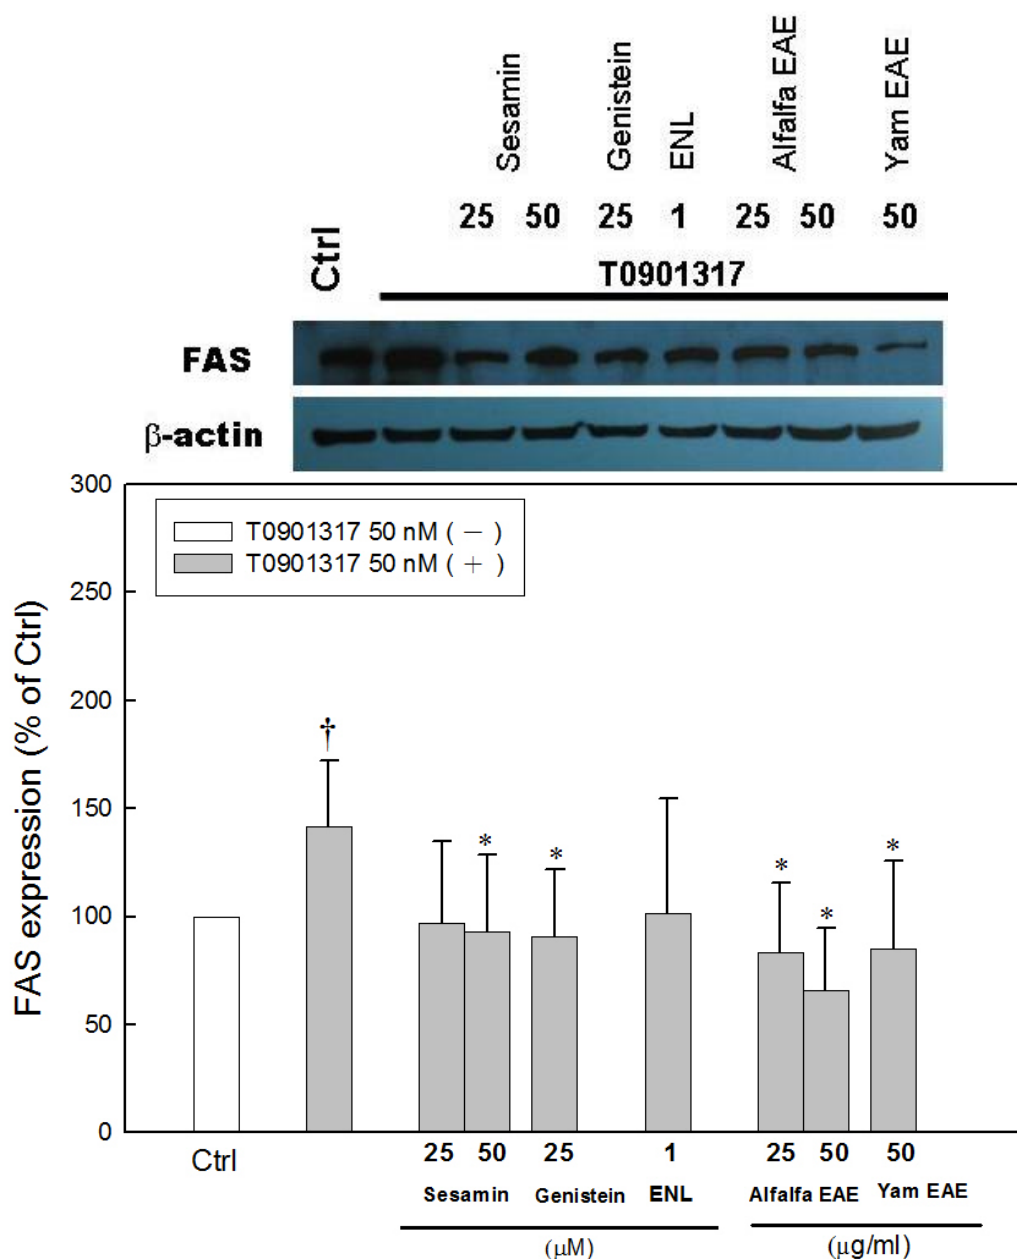 Sesamin Genistein ENL Alfalfa EAE Yam EAE
25 50 25 1 25 50 50
Ctrl
T0901317
FAS
β-actin
300
250
200
150
100
50
0
FAS expression (% of Ctrl)
T0901317 50 nM ( − )
T0901317 50 nM ( + )
†
* * * * *
Ctrl
25 50 25 1 25 50 50
Sesamin Genistein ENL Alfalfa EAE Yam EAE
(μM) (μg/ml)